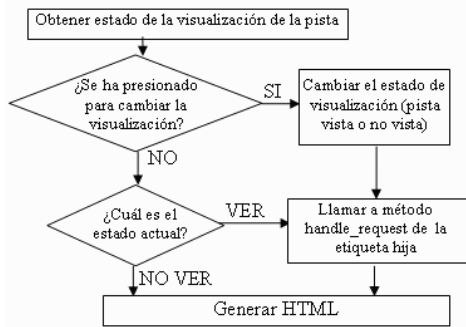 Obtener estado de la visualización de la pista
¿Se ha presionado
para cambiar la
visualización?
SI
Cambiar el estado de
visualización (pista
vista o no vista)
NO
¿Cuál es el
estado actual?
VER
Llamar a método
handle_request de la
etiqueta hija
NO VER
Generar HTML